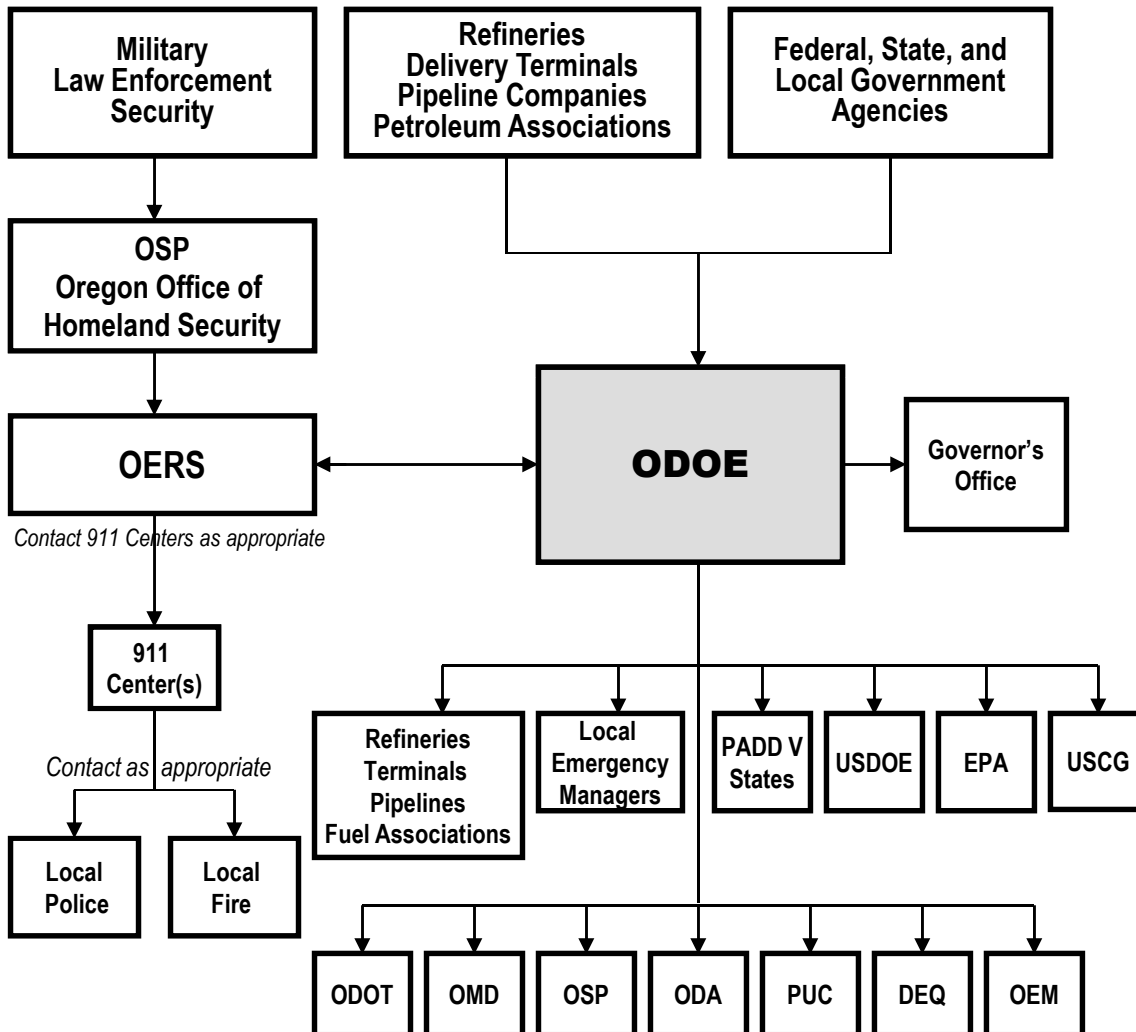 Military
Law Enforcement
Security
Refineries
Delivery Terminals
Pipeline Companies
Petroleum Associations
Federal, State, and
Local Government
Agencies
OSP
Oregon Office of
Homeland Security
OERS
ODOE
Governor's
Office
Contact 911 Centers as appropriate
911
Center(s)
Contact as appropriate
Local
Police
Local
Fire
Refineries
Terminals
Pipelines
Fuel Associations
Local
Emergency
Managers
PADD V
States
USDOE
EPA
USCG
ODOT
OMD
OSP
ODA
PUC
DEQ
OEM